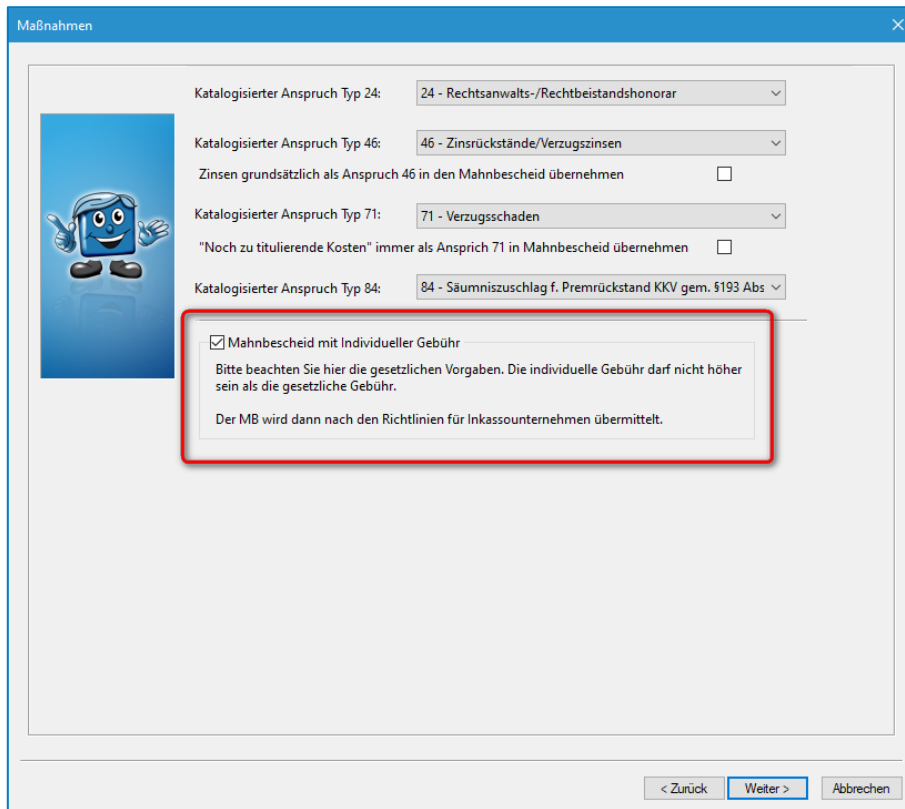 Maßnahmen
Katalogisierter Anspruch Typ 24: 24 - Rechtsanwalts-/Rechtbeistandshonorar
Katalogisierter Anspruch Typ 46: 46 - Zinsrückstände/Verzugszinsen
Zinsen grundsätzlich als Anspruch 46 in den Mahnbescheid übernehmen
Katalogisierter Anspruch Typ 71: 71 - Verzugsschaden
"Noch zu titulierende Kosten" immer als Ansprich 71 in Mahnbescheid übernehmen
Katalogisierter Anspruch Typ 84: 84 - Säumniszuschlag f. Premrückstand KKV gem. §193 Abs
Mahnbescheid mit Individueller Gebühr
Bitte beachten Sie hier die gesetzlichen Vorgaben. Die individuelle Gebühr darf nicht höher
sein als die gesetzliche Gebühr.
Der MB wird dann nach den Richtlinien für Inkassounternehmen übermittelt.
< Zurück Weiter > Abbrechen